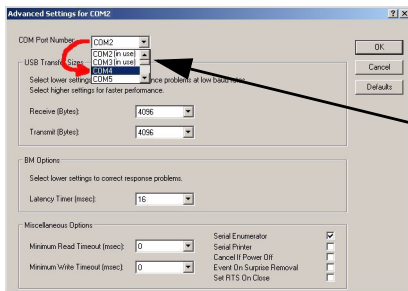 Advanced Settings for COM2
COM Port Number: COM2
COM2 (in use)
COM3 (in use)
COM4
COM5
OK
Cancel
Defaults
USB Transfer Sizes
Select lower settings problems at low baud
Select higher settings for faster performance.
Receive (Bytes): 4096
Transmit (Bytes): 4096
BM Options
Select lower settings to correct response problems.
Latency Timer (msec): 16
Miscellaneous Options
Minimum Read Timeout (msec): 0
Minimum Write Timeout (msec): 0
Serial Enumerator
Serial Printer
Cancel If Power Off
Event On Surprise Removal
Set RTS On Close